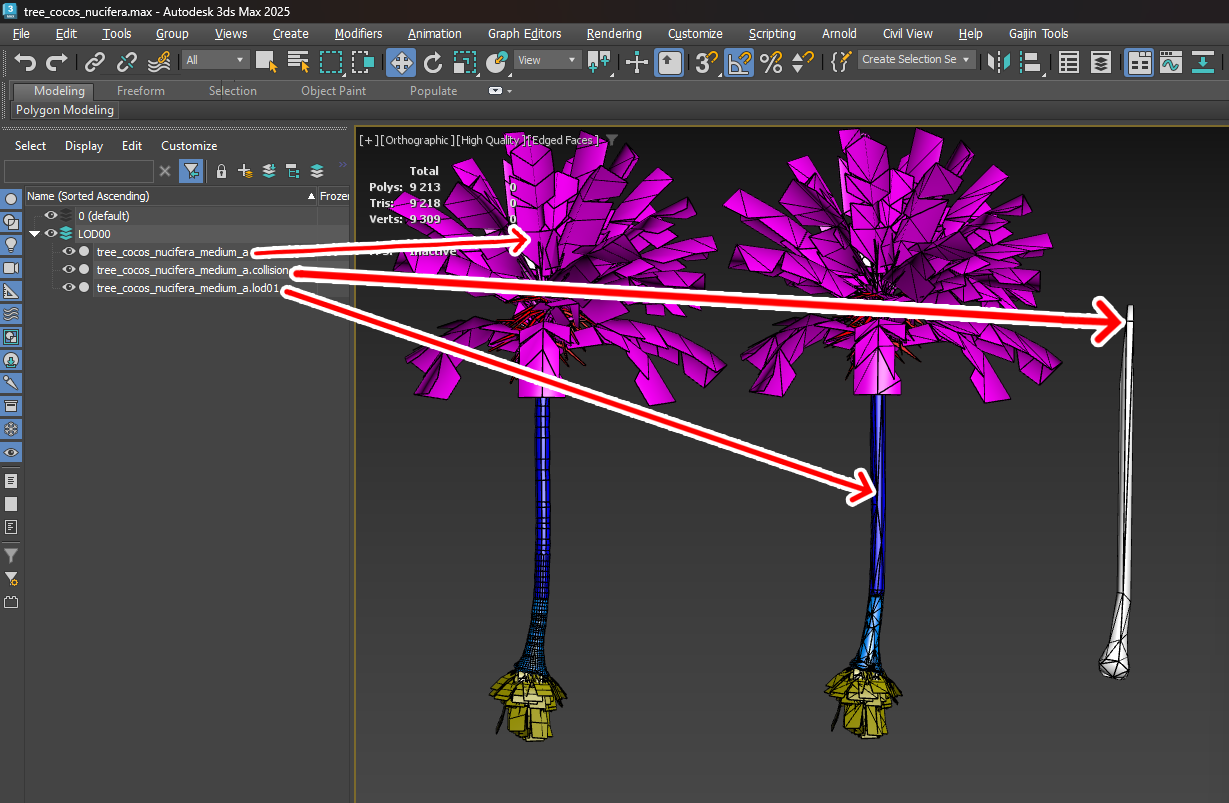 tree_cocos_nucifera.max - Autodesk 3ds Max 2025
File Edit Tools Group Views Create Modifiers Animation Graph Editors Rendering Customize Scripting Arnold Civil View Help Gaijin Tools
All View Create Selection Se
Modeling Freeform Selection Object Paint Populate
Polygon Modeling
Select Display Edit Customize
[+][Orthographic][High Quality][Edged Faces]
Total
Polys: 9 213 0
Tris: 9 218 0
Verts: 9 309 0
Inactive
Name (Sorted Ascending) Frozen
0 (default)
LOD00
tree_cocos_nucifera_medium_a
tree_cocos_nucifera_medium_a.collision
tree_cocos_nucifera_medium_a.lod01